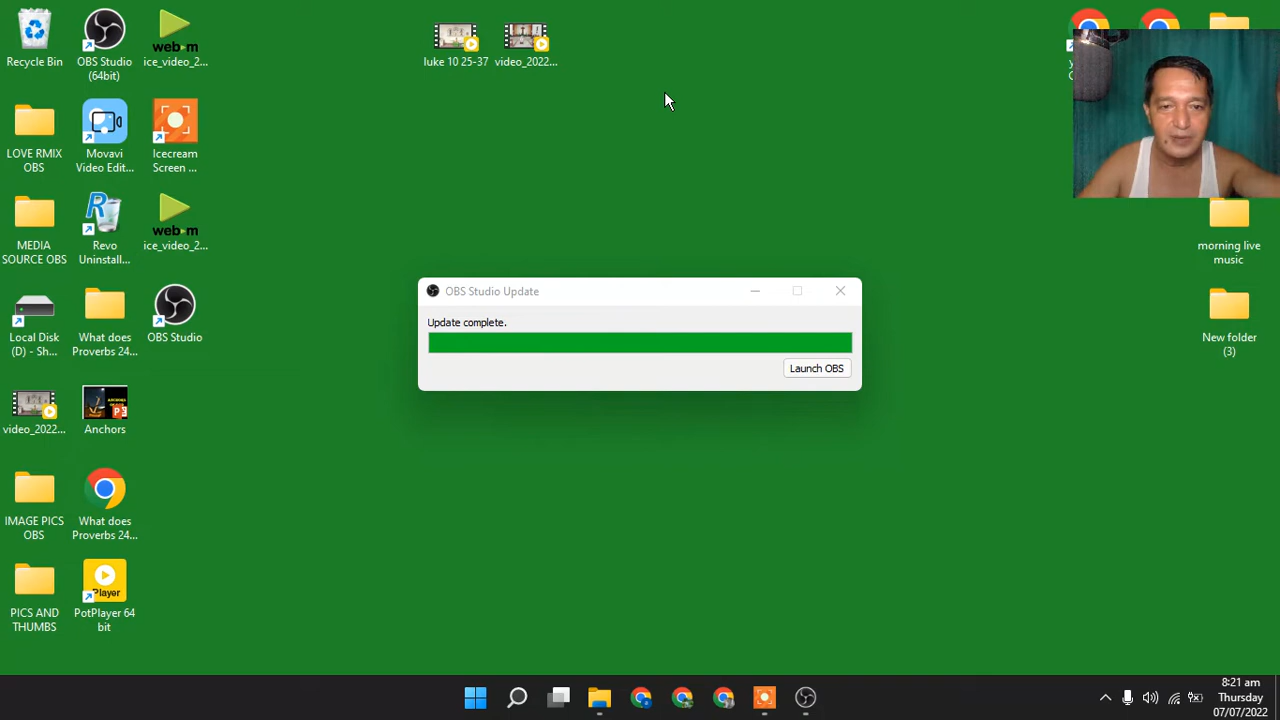 Recycle Bin
OBS Studio
(64bit)
webm
ice_video_2...
luke 10 25-37
video_2022...
LOVE RMIX
OBS
Movavi
Video Edit...
Icecream
Screen ...
MEDIA
SOURCE OBS
Revo
Uninstall...
webm
ice_video_2...
morning live
music
Local Disk
(D) - Sh...
What does
Proverbs 24...
OBS Studio
New folder
(3)
OBS Studio Update
Update complete.
Launch OBS
video_2022...
Anchors
IMAGE PICS
OBS
What does
Proverbs 24...
PICS AND
THUMBS
Player
PotPlayer 64
bit
8:21 am
Thursday
07/07/2022